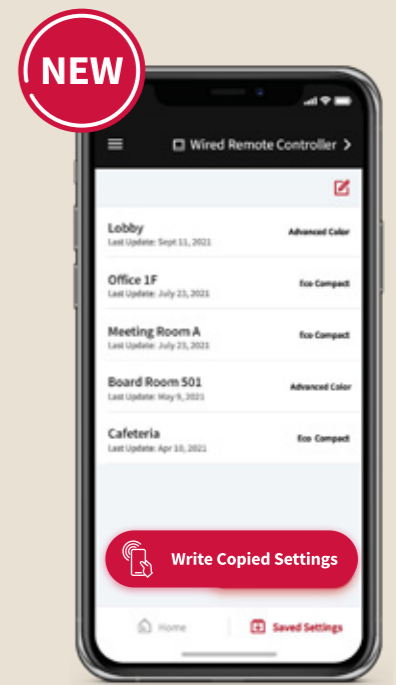 NEW
Wired Remote Controller
Lobby
Advanced Color
Last Update: Sept 11, 2021
Office 1F
Eco Compact
Last Update: July 23, 2021
Meeting Room A
Eco Compact
Last Update: July 23, 2021
Board Room 501
Advanced Color
Last Update: May 9, 2021
Cafeteria
Eco Compact
Last Update: Apr 10, 2021
Write Copied Settings
Home
Saved Settings